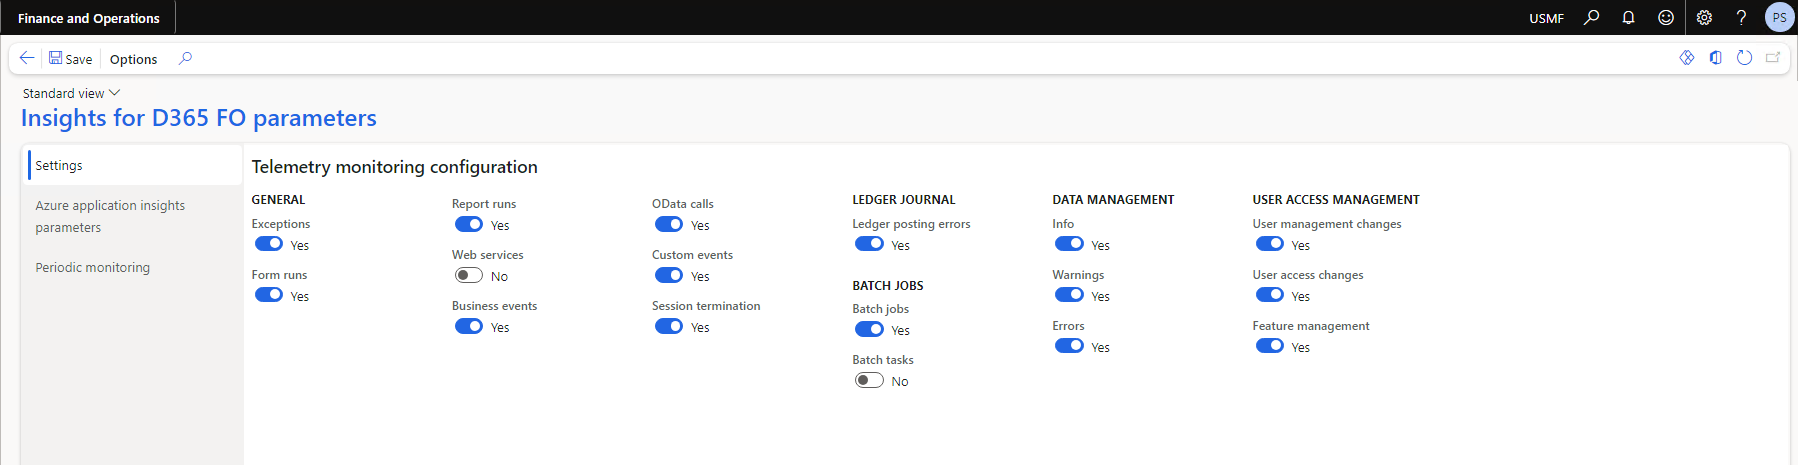 Finance and Operations
USMF
PS
Save
Options
Standard view
Insights for D365 FO parameters
Settings
Azure application insights
parameters
Periodic monitoring
Telemetry monitoring configuration
GENERAL
Exceptions
Yes
Form runs
Yes
Report runs
Yes
Web services
No
Business events
Yes
OData calls
Yes
Custom events
Yes
Session termination
Yes
LEDGER JOURNAL
Ledger posting errors
Yes
BATCH JOBS
Batch jobs
Yes
Batch tasks
No
DATA MANAGEMENT
Info
Yes
Warnings
Yes
Errors
Yes
USER ACCESS MANAGEMENT
User management changes
Yes
User access changes
Yes
Feature management
Yes